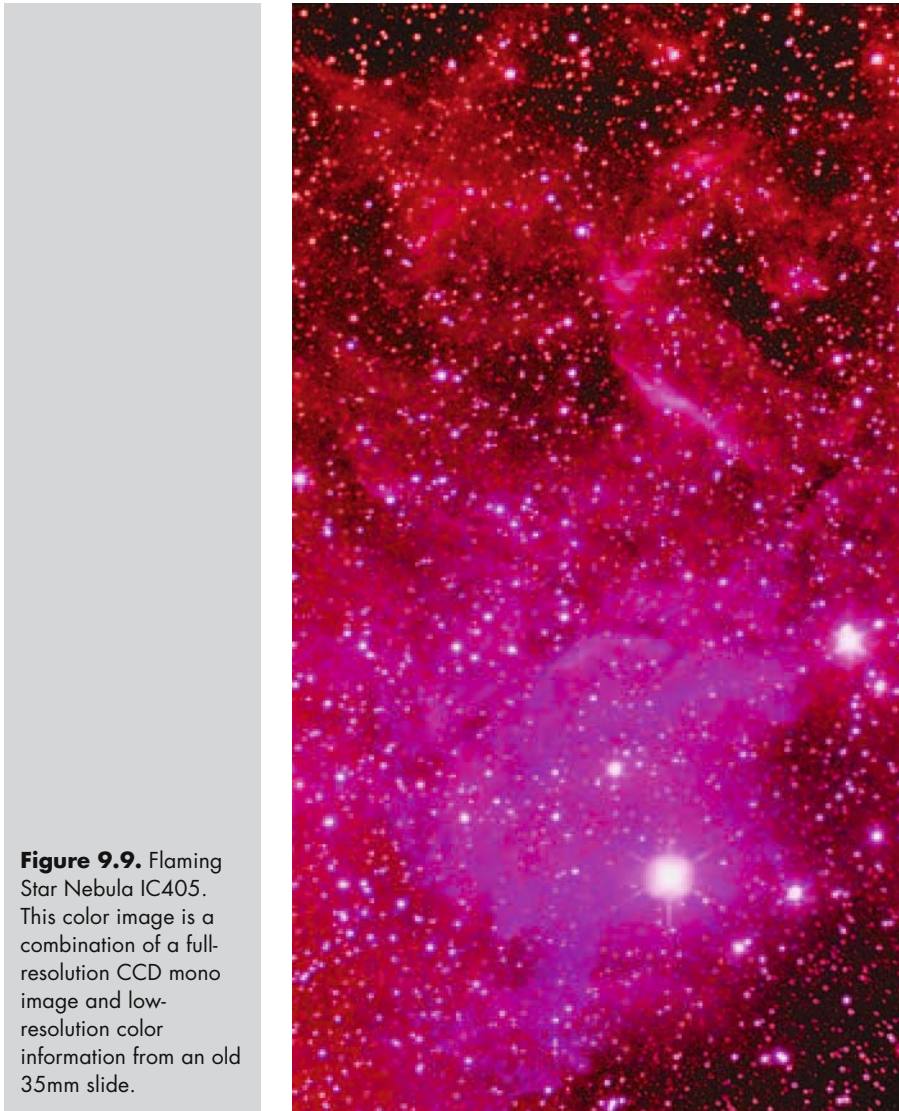 Figure 9.9. Flaming
Star Nebula IC405.
This color image is a
combination of a full-
resolution CCD mono
image and low-
resolution color
information from an old
35mm slide.